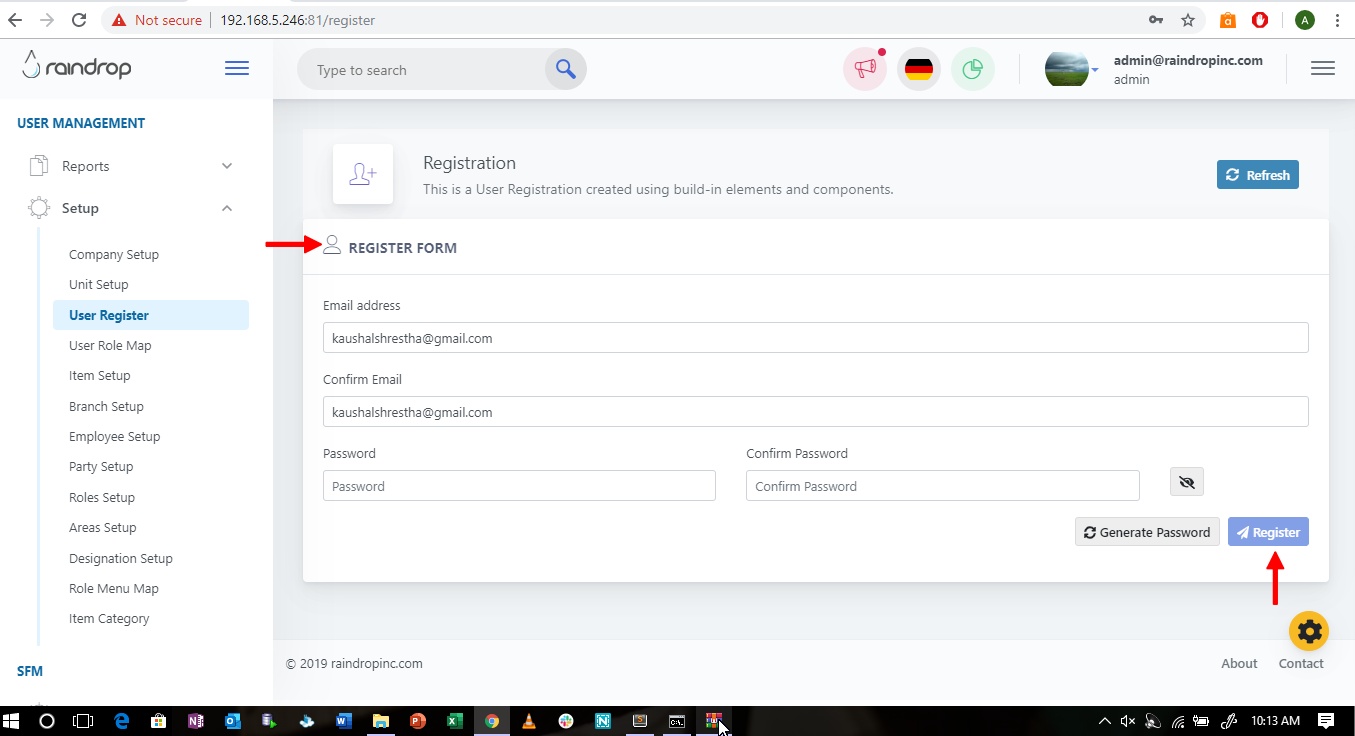 Not secure
192.168.5.246:81/register
A
raindrop
Type to search
admin@raindropinc.com
admin
USER MANAGEMENT
Reports
Setup
Company Setup
Unit Setup
User Register
User Role Map
Item Setup
Branch Setup
Employee Setup
Party Setup
Roles Setup
Areas Setup
Designation Setup
Role Menu Map
Item Category
SFM
Registration
This is a User Registration created using build-in elements and components.
Refresh
REGISTER FORM
Email address
kaushalshrestha@gmail.com
Confirm Email
kaushalshrestha@gmail.com
Password
Confirm Password
Password
Confirm Password
Generate Password
Register
© 2019 raindropinc.com
About
Contact
10:13 AM